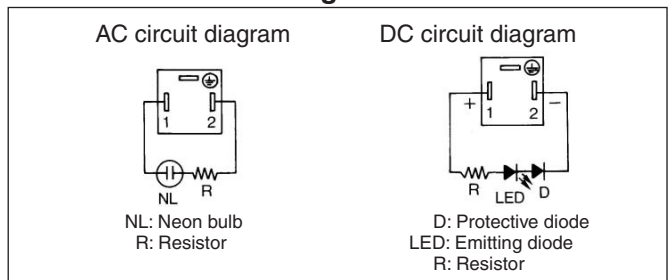 AC circuit diagram
1 2
NL R
NL: Neon bulb
R: Resistor
DC circuit diagram
+ −
1 2
R LED D
D: Protective diode
LED: Emitting diode
R: Resistor